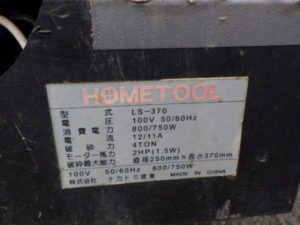 HOMETOOL
型式 LS-370
電圧 100V 50/60Hz
消費電力 800/750W
電流 12/11A
破砕力 4TON
モーター馬力 2HP(1.5W)
破砕最大能力 直径250mm×長さ370mm
100V 50/60Hz 800/750W
株式会社 ナカトミ産業 MADE IN CHINA